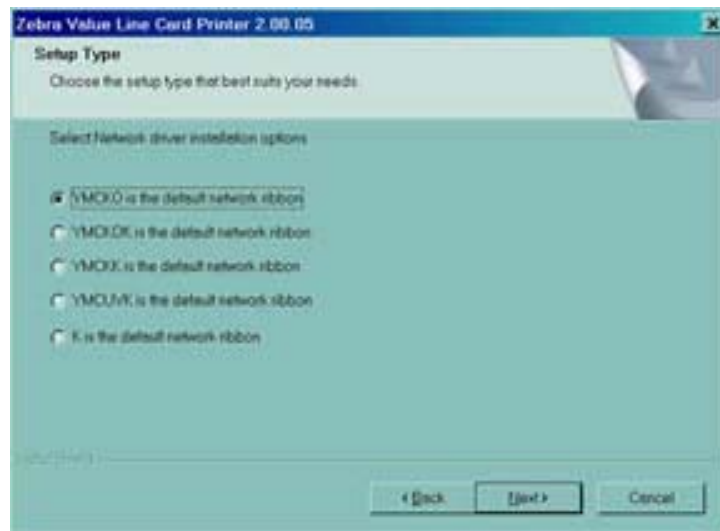 Zebra Value Line Card Printer 2.00.05
Setup Type
Choose the setup type that best suits your needs.
Select Network driver installation options
YMCKO is the default network ribbon
YMCKOK is the default network ribbon
YMCKK is the default network ribbon
YMCUVK is the default network ribbon
K is the default network ribbon
InstallShield
< Back
Next >
Cancel